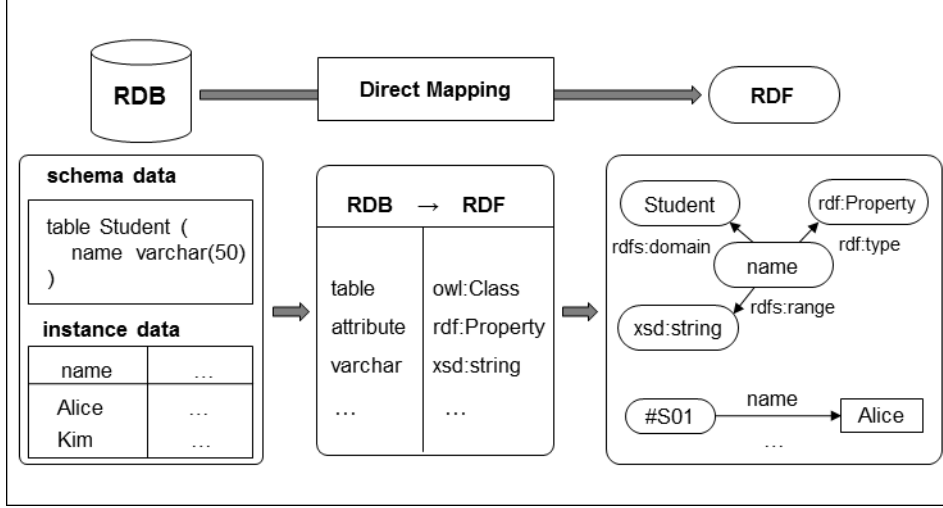 RDB
Direct Mapping
RDF
schema data
table Student (
name varchar(50)
)
instance data
name …
Alice …
Kim …
RDB → RDF
table owl:Class
attribute rdf:Property
varchar xsd:string
… …
Student
rdf:Property
rdfs:domain
rdf:type
name
rdfs:range
xsd:string
name
#S01
Alice
…